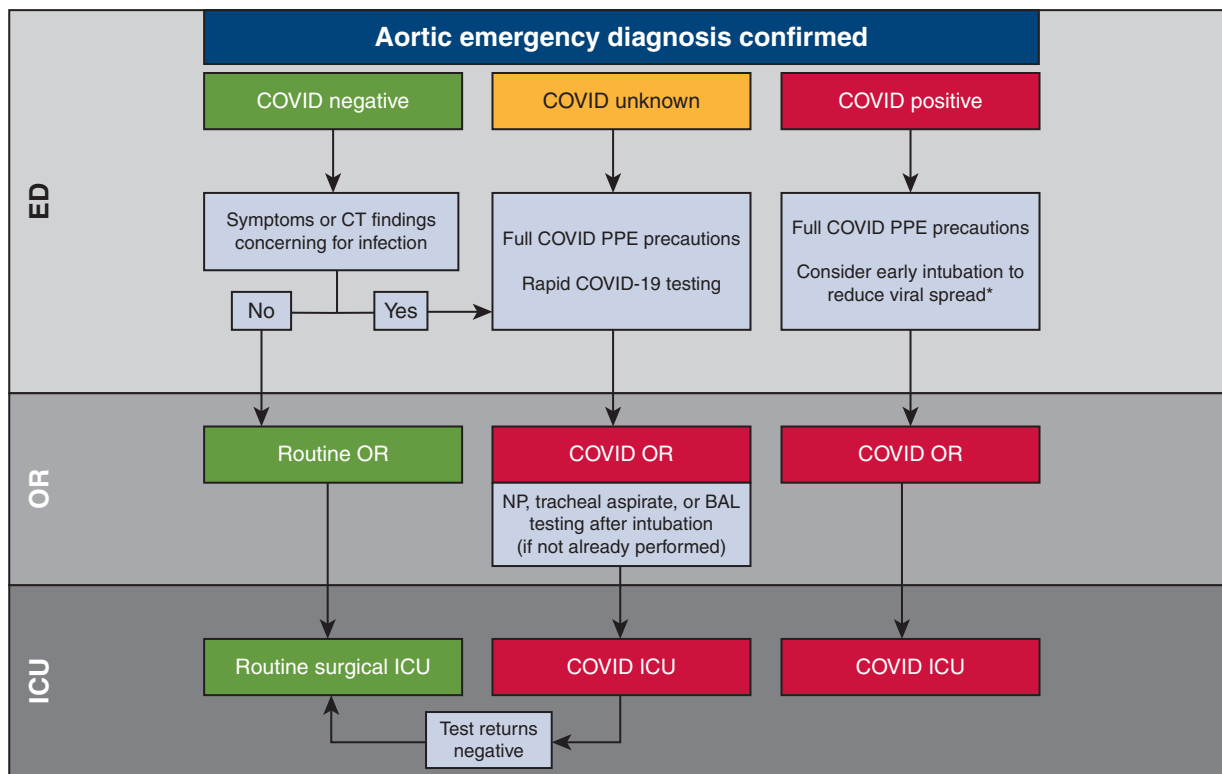 Aortic emergency diagnosis confirmed
ED
COVID negative
COVID unknown
COVID positive
Symptoms or CT findings
concerning for infection
Full COVID PPE precautions
Rapid COVID-19 testing
Full COVID PPE precautions
Consider early intubation to
reduce viral spread*
No
Yes
OR
Routine OR
COVID OR
COVID OR
NP, tracheal aspirate, or BAL
testing after intubation
(if not already performed)
ICU
Routine surgical ICU
COVID ICU
COVID ICU
Test returns
negative